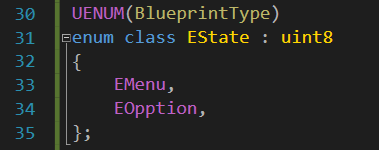 30 UENUM(BlueprintType)
31 enum class EState : uint8
32 {
33 EMenu,
34 EOpption,
35 };